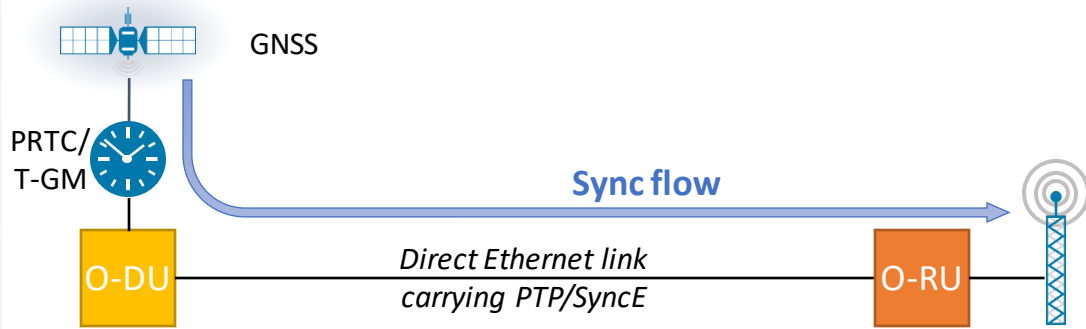 GNSS
PRTC/
T-GM
Sync flow
O-DU
Direct Ethernet link
carrying PTP/SyncE
O-RU